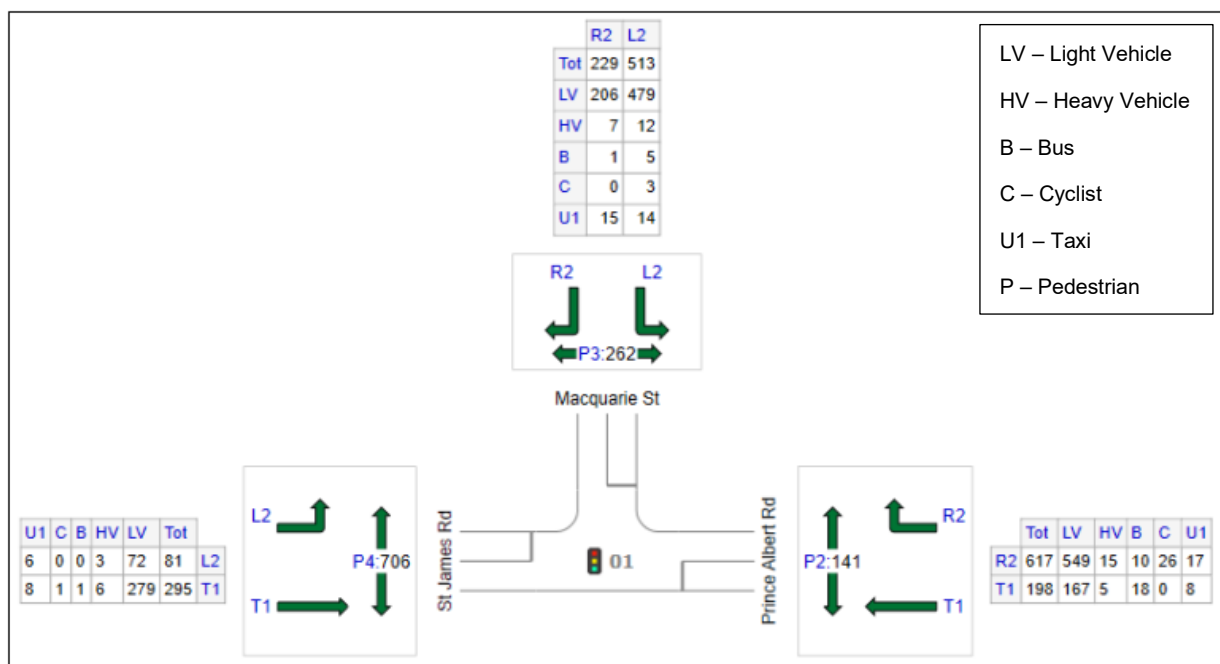 R2 L2
Tot 229 513
LV 206 479
HV 7 12
B 1 5
C 0 3
U1 15 14
LV – Light Vehicle
HV – Heavy Vehicle
B – Bus
C – Cyclist
U1 – Taxi
P – Pedestrian
R2 L2
P3:262
Macquarie St
U1 C B HV LV Tot
6 0 0 3 72 81 L2
8 1 1 6 279 295 T1
L2
P4:706
T1
St James Rd
01
Prince Albert Rd
R2
P2:141
T1
Tot LV HV B C U1
R2 617 549 15 10 26 17
T1 198 167 5 18 0 8